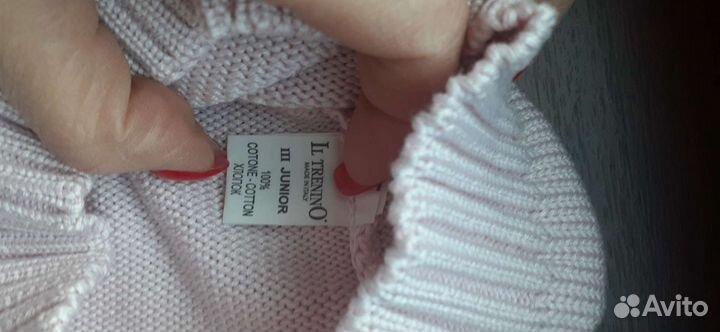 IL TRENINO
MADE IN ITALY
III JUNIOR
100%
COTONE - COTTON
ХЛОПОК
Avito